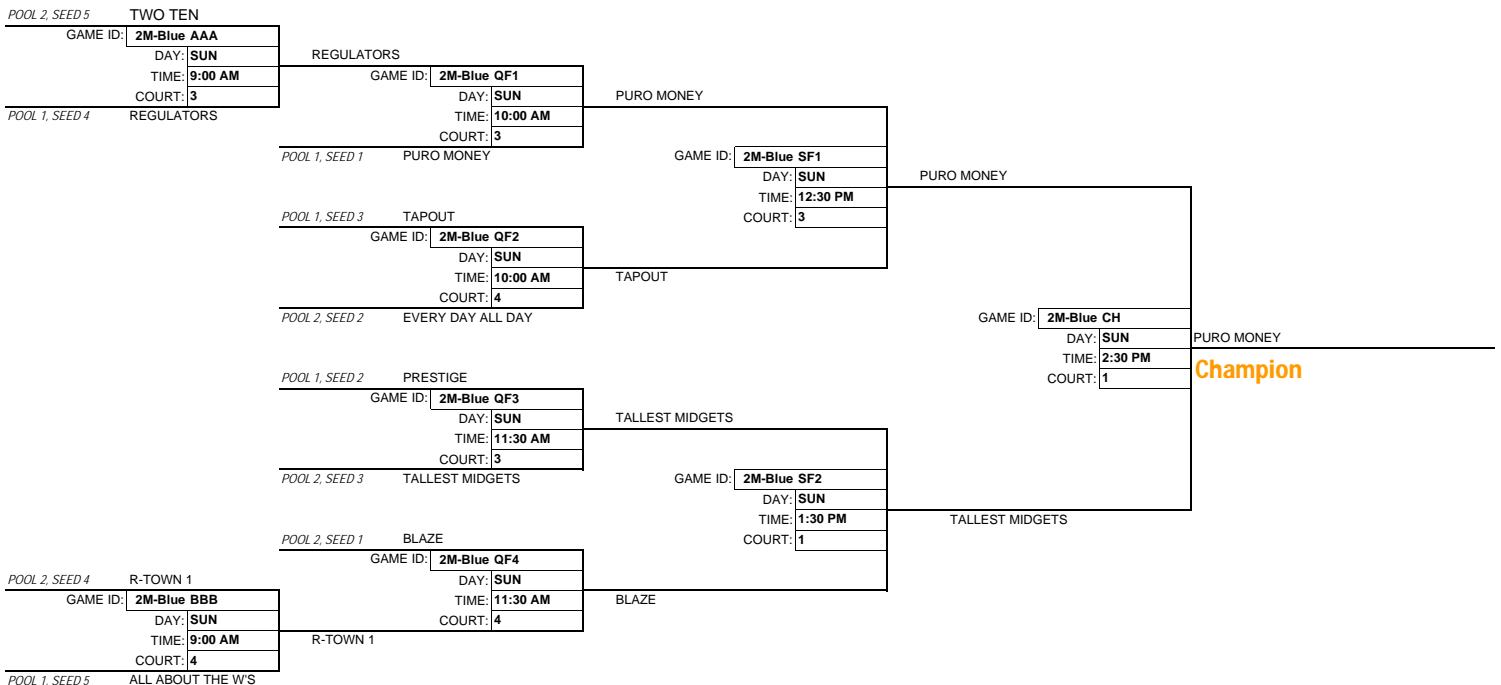 POOL 2, SEED 5 TWO TEN
GAME ID: 2M-Blue AAA
DAY: SUN
TIME: 9:00 AM
COURT: 3
POOL 1, SEED 4 REGULATORS
REGULATORS
GAME ID: 2M-Blue QF1
DAY: SUN
TIME: 10:00 AM
COURT: 3
POOL 1, SEED 1 PURO MONEY
PURO MONEY
GAME ID: 2M-Blue SF1
DAY: SUN
TIME: 12:30 PM
COURT: 3
PURO MONEY
POOL 1, SEED 3 TAPOUT
GAME ID: 2M-Blue QF2
DAY: SUN
TIME: 10:00 AM
COURT: 4
POOL 2, SEED 2 EVERY DAY ALL DAY
TAPOUT
GAME ID: 2M-Blue CH
DAY: SUN
TIME: 2:30 PM
COURT: 1
PURO MONEY
Champion
POOL 1, SEED 2 PRESTIGE
GAME ID: 2M-Blue QF3
DAY: SUN
TIME: 11:30 AM
COURT: 3
POOL 2, SEED 3 TALLEST MIDGETS
TALLEST MIDGETS
GAME ID: 2M-Blue SF2
DAY: SUN
TIME: 1:30 PM
COURT: 1
TALLEST MIDGETS
POOL 2, SEED 1 BLAZE
GAME ID: 2M-Blue QF4
DAY: SUN
TIME: 11:30 AM
COURT: 4
BLAZE
POOL 2, SEED 4 R-TOWN 1
GAME ID: 2M-Blue BBB
DAY: SUN
TIME: 9:00 AM
COURT: 4
R-TOWN 1
POOL 1, SEED 5 ALL ABOUT THE W'S